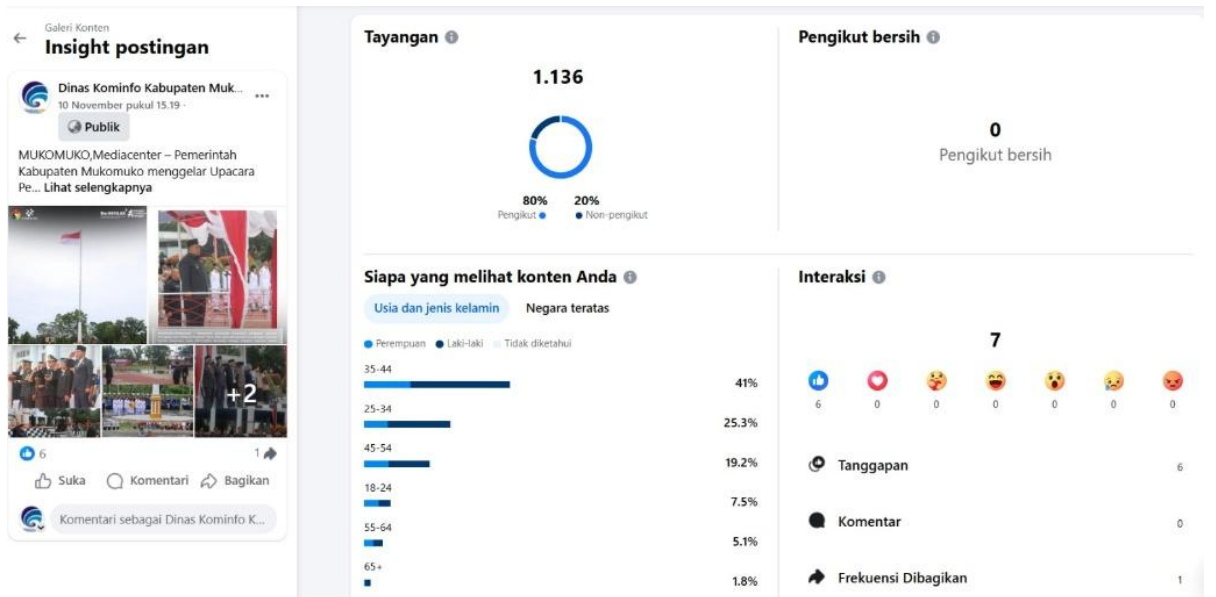 Galeri Konten
Insight postingan
Dinas Kominfo Kabupaten Muk...
10 November pukul 15.19 ·
Publik
MUKOMUKO,Mediacenter – Pemerintah
Kabupaten Mukomuko menggelar Upacara
Pe... Lihat selengkapnya
+2
6
1
Suka
Komentari
Bagikan
Komentari sebagai Dinas Kominfo K...
Tayangan
1.136
80% 20%
Pengikut Non-pengikut
Pengikut bersih
0
Pengikut bersih
Siapa yang melihat konten Anda
Usia dan jenis kelamin Negara teratas
Perempuan Laki-laki Tidak diketahui
35-44
41%
25-34
25.3%
45-54
19.2%
18-24
7.5%
55-64
5.1%
65+
1.8%
Interaksi
7
6 0 0 0 0 0 0
Tanggapan 6
Komentar 0
Frekuensi Dibagikan 1